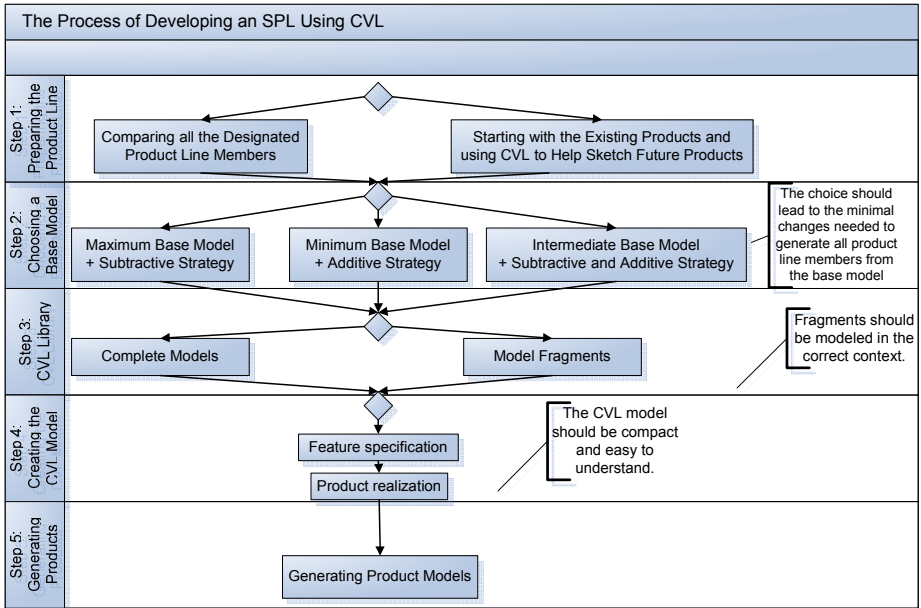 The Process of Developing an SPL Using CVL
Step 1:
Preparing the
Product Line
Comparing all the Designated
Product Line Members
Starting with the Existing Products and
using CVL to Help Sketch Future Products
Step 2:
Choosing a
Base Model
Maximum Base Model
+ Subtractive Strategy
Minimum Base Model
+ Additive Strategy
Intermediate Base Model
+ Subtractive and Additive Strategy
The choice should
lead to the minimal
changes needed to
generate all product
line members from
the base model
Step 3:
CVL Library
Complete Models
Model Fragments
Fragments should
be modeled in the
correct context.
Step 4:
Creating the
CVL Model
Feature specification
Product realization
The CVL model
should be compact
and easy to
understand.
Step 5:
Generating
Products
Generating Product Models